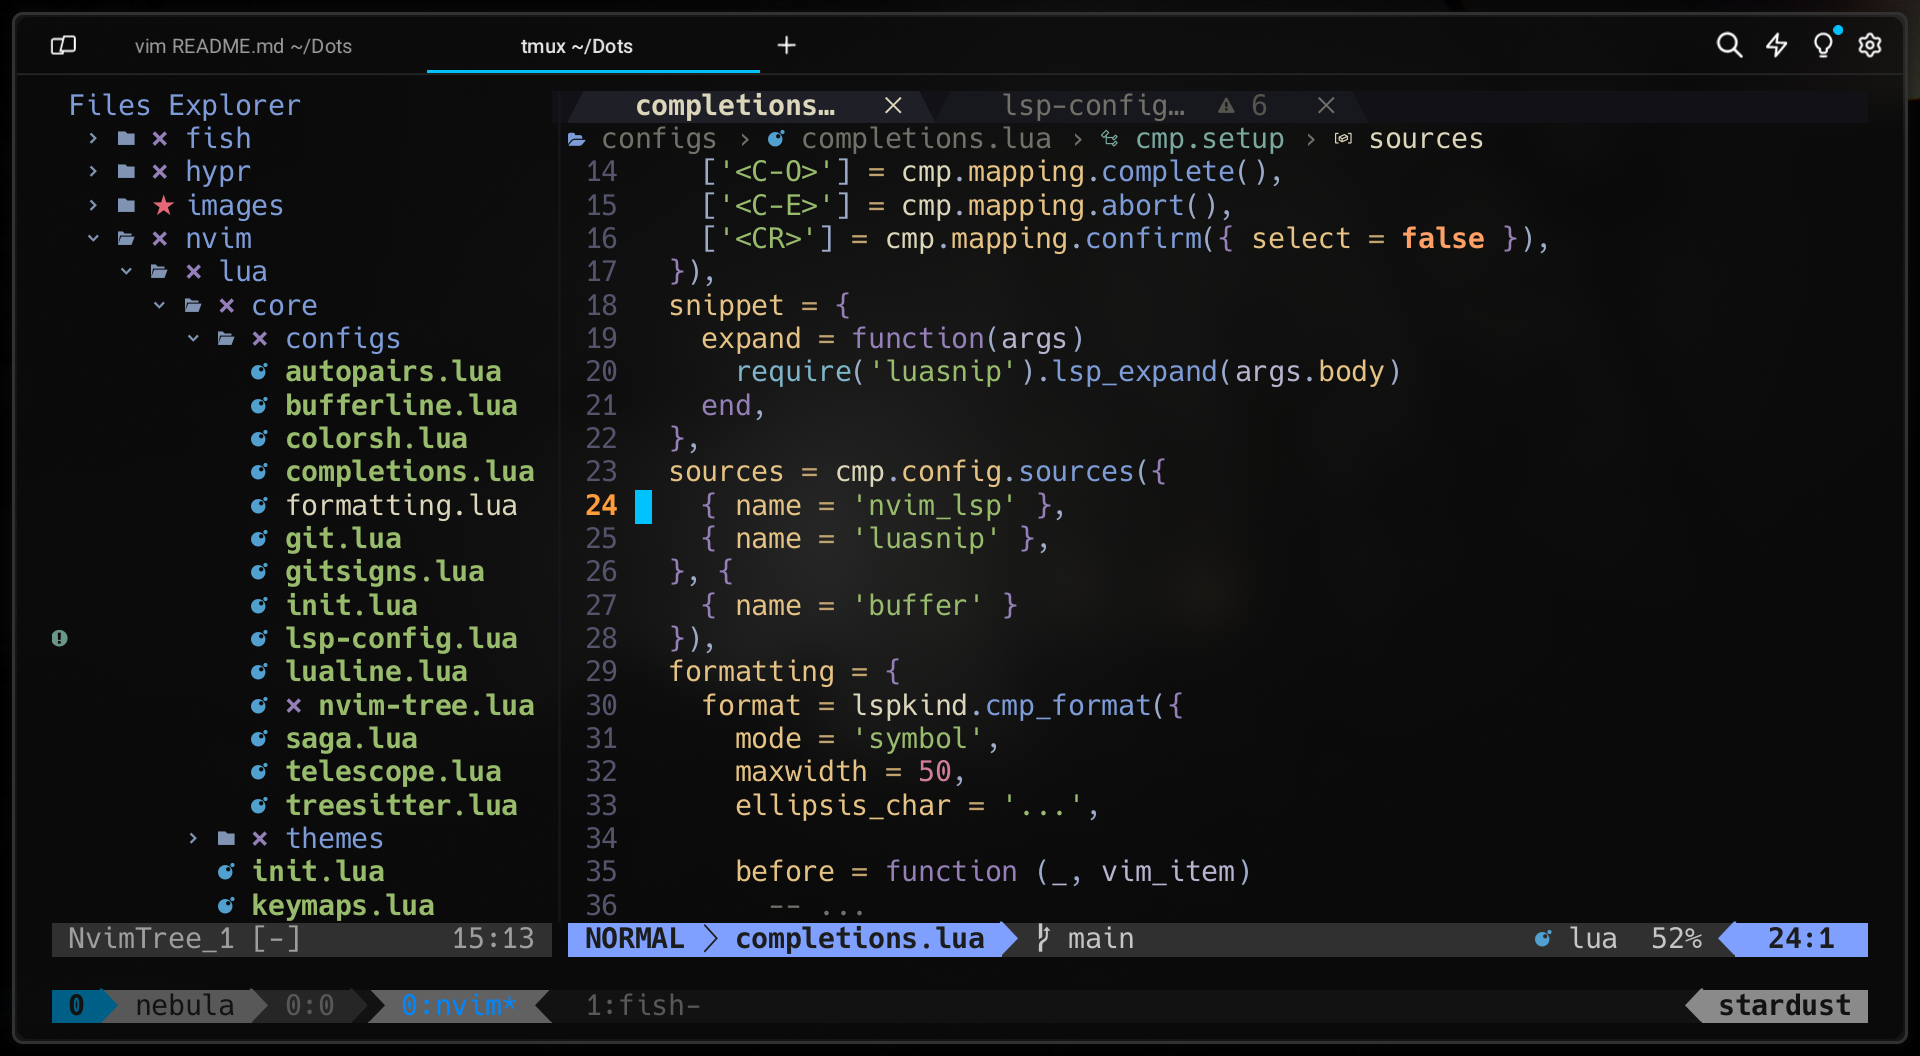 vim README.md ~/Dots
tmux ~/Dots
+
Files Explorer
fish
hypr
images
nvim
lua
core
configs
autopairs.lua
bufferline.lua
colorsh.lua
completions.lua
formatting.lua
git.lua
gitsigns.lua
init.lua
lsp-config.lua
lualine.lua
nvim-tree.lua
saga.lua
telescope.lua
treesitter.lua
themes
init.lua
keymaps.lua
NvimTree_1 [-] 15:13
completions…
lsp-config… 6
configs › completions.lua › cmp.setup › sources
14 ['<C-O>'] = cmp.mapping.complete(),
15 ['<C-E>'] = cmp.mapping.abort(),
16 ['<CR>'] = cmp.mapping.confirm({ select = false }),
17 }),
18 snippet = {
19 expand = function(args)
20 require('luasnip').lsp_expand(args.body)
21 end,
22 },
23 sources = cmp.config.sources({
24 { name = 'nvim_lsp' },
25 { name = 'luasnip' },
26 }, {
27 { name = 'buffer' }
28 }),
29 formatting = {
30 format = lspkind.cmp_format({
31 mode = 'symbol',
32 maxwidth = 50,
33 ellipsis_char = '...',
34
35 before = function (_, vim_item)
36 -- ...
NORMAL completions.lua main lua 52% 24:1
0 nebula 0:0 0:nvim* 1:fish- stardust